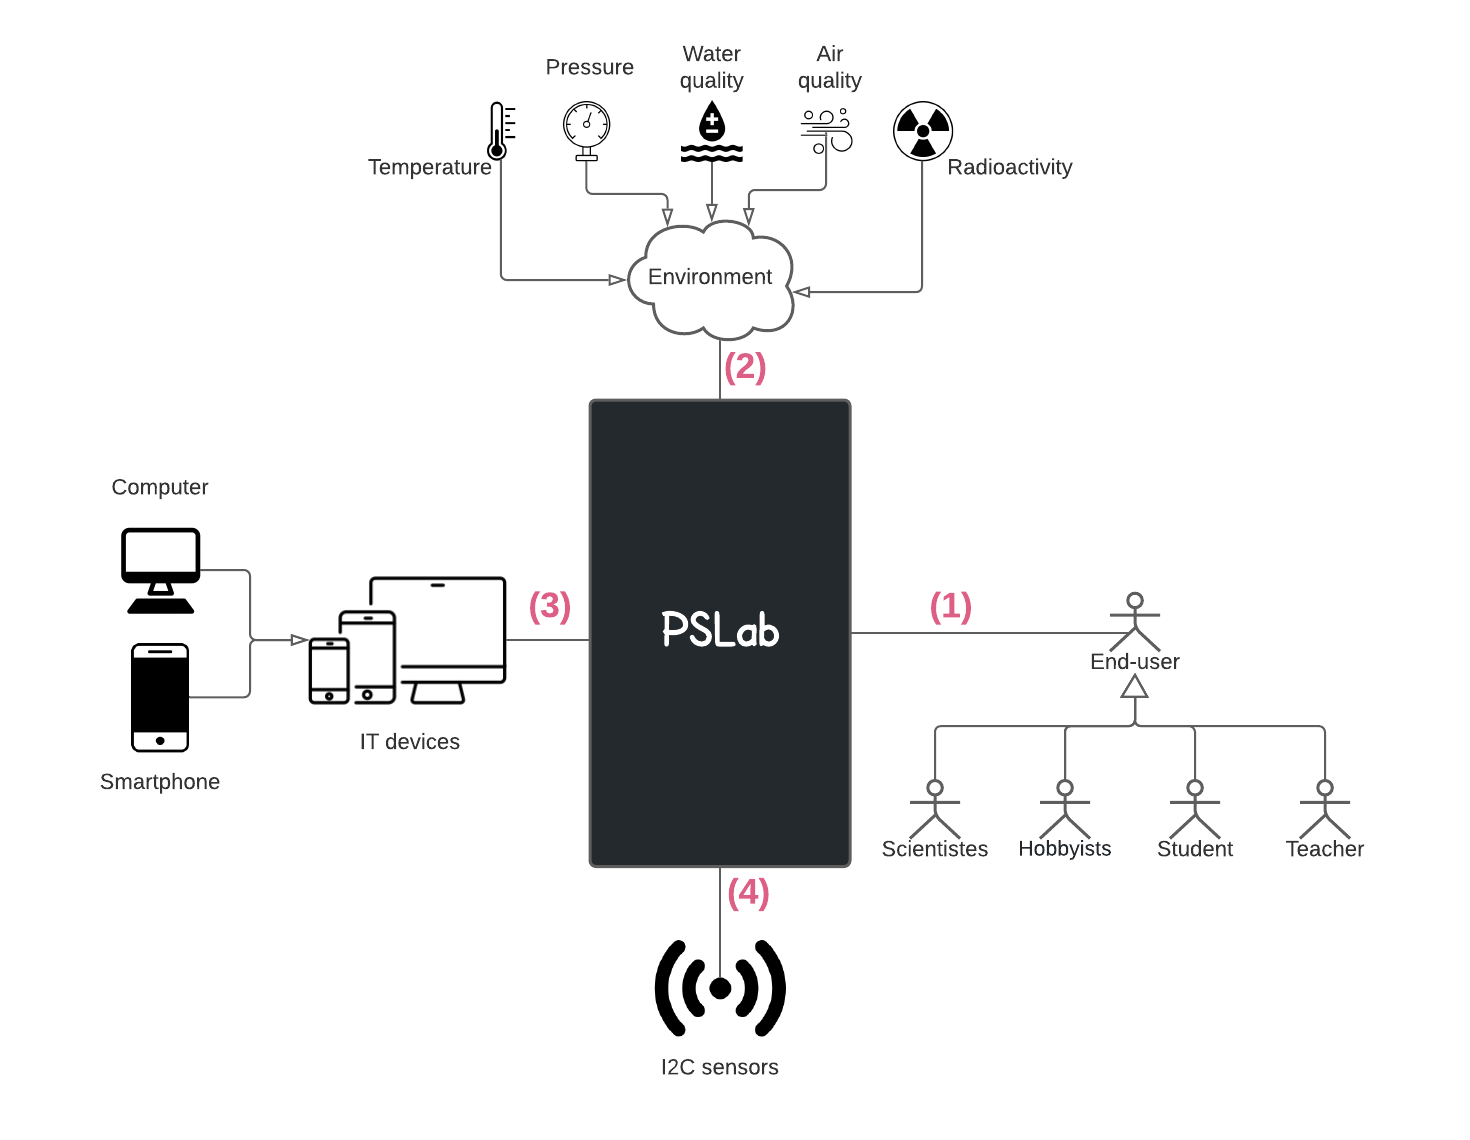 Water
Air
Pressure
quality
quality
Temperature
Radioactivity
Environment
(2)
Computer
(3)
(1)
PSLab
End-user
IT devices
Smartphone
Scientistes
Hobbyists
Student
Teacher
(4)
I2C sensors